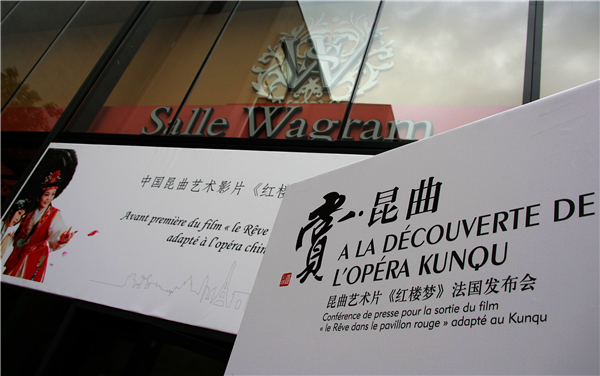 Salle Wagram
中国昆曲艺术影片《红楼
Avant première du film « le Rêve
adapté à l'opéra chin
赏·昆曲
A LA DÉCOUVERTE DE
L'OPÉRA KUNQU
昆曲艺术片《红楼梦》法国发布会
Conférence de presse pour la sortie du film
« le Rêve dans le pavillon rouge » adapté au Kunqu